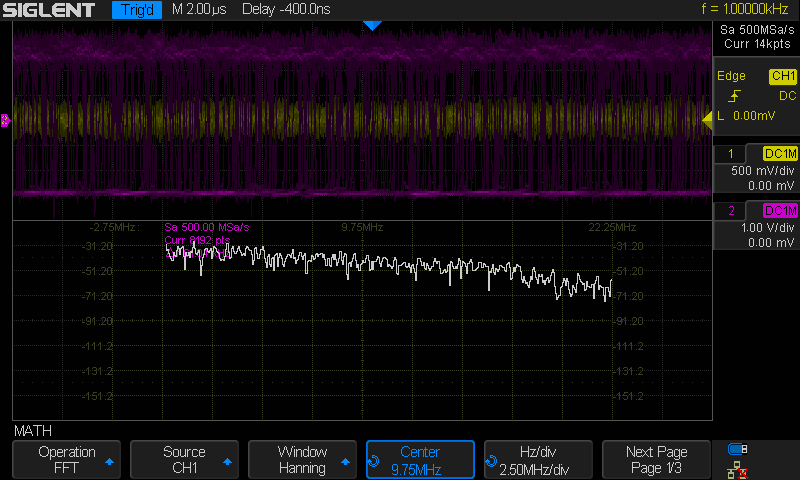 SIGLENT Trig'd M 2.00µs Delay -400.0ns f = 1.00000kHz
Sa 500MSa/s
Curr 14kpts
Edge CH1
DC
L 0.00mV
1 DC1M
500 mV/div
0.00 mV
2 DC1M
1.00 V/div
0.00 mV
2
-2.75MHz: Sa 500.00 MSa/s 9.75MHz 22.25MHz
Curr 8192 pts
-31.20 -31.20
-51.20 -51.20
-71.20 -71.20
-91.20 -91.20
-111.2 -111.2
-131.2 -131.2
-151.2 -151.2
MATH
Operation Source Window Center Hz/div Next Page
FFT CH1 Hanning 9.75MHz 2.50MHz/div Page 1/3